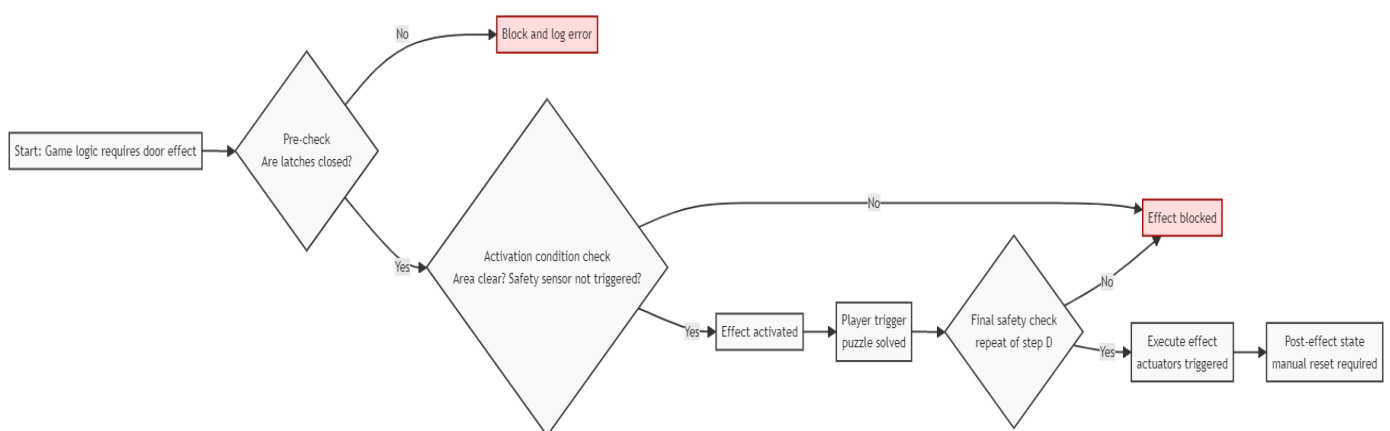 Start: Game logic requires door effect
Pre-check
Are latches closed?
No
Block and log error
Yes
Activation condition check
Area clear? Safety sensor not triggered?
No
Effect blocked
Yes
Effect activated
Player trigger
puzzle solved
Final safety check
repeat of step D
No
Yes
Execute effect
actuators triggered
Post-effect state
manual reset required